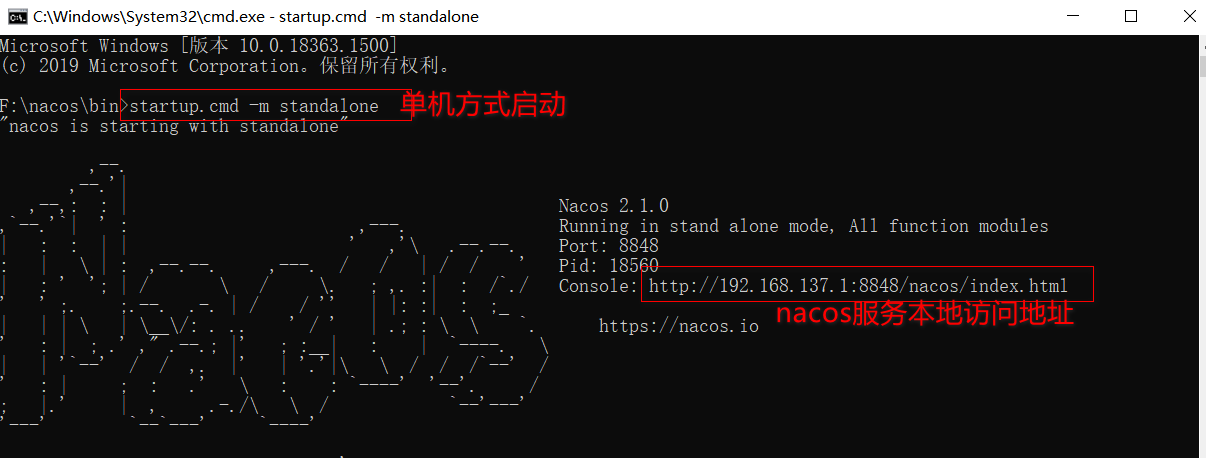 C:\Windows\System32\cmd.exe - startup.cmd  -m standalone
Microsoft Windows [版本 10.0.18363.1500]
(c) 2019 Microsoft Corporation。保留所有权利。
F:\nacos\bin>startup.cmd -m standalone 单机方式启动
"nacos is starting with standalone"
Nacos 2.1.0
Running in stand alone mode, All function modules
Port: 8848
Pid: 18560
Console: http://192.168.137.1:8848/nacos/index.html
nacos服务本地访问地址
https://nacos.io